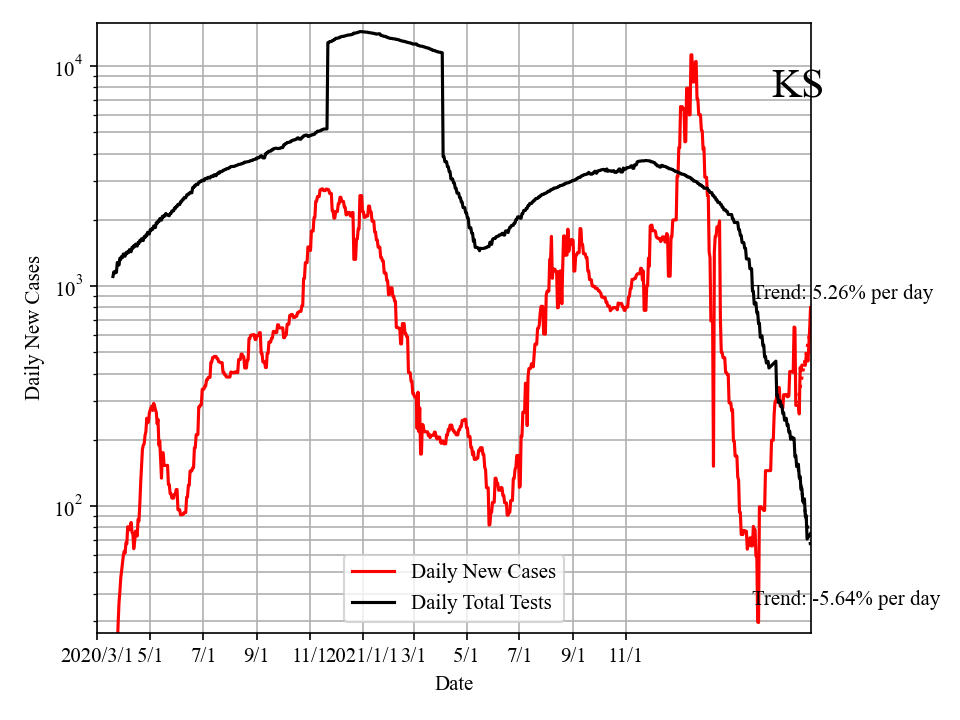 KS
10^4
10^3
10^2
Daily New Cases
Trend: 5.26% per day
Trend: -5.64% per day
Daily New Cases
Daily Total Tests
2020/3/1 5/1 7/1 9/1 11/1 2021/1/1 3/1 5/1 7/1 9/1 11/1
Date